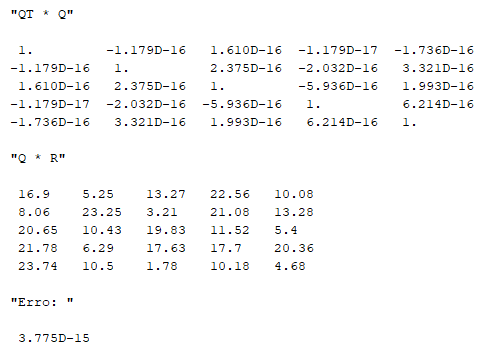 "QT * Q"
1. -1.179D-16 1.610D-16 -1.179D-17 -1.736D-16
-1.179D-16 1. 2.375D-16 -2.032D-16 3.321D-16
1.610D-16 2.375D-16 1. -5.936D-16 1.993D-16
-1.179D-17 -2.032D-16 -5.936D-16 1. 6.214D-16
-1.736D-16 3.321D-16 1.993D-16 6.214D-16 1.
"Q * R"
16.9 5.25 13.27 22.56 10.08
8.06 23.25 3.21 21.08 13.28
20.65 10.43 19.83 11.52 5.4
21.78 6.29 17.63 17.7 20.36
23.74 10.5 1.78 10.18 4.68
"Erro: "
3.775D-15